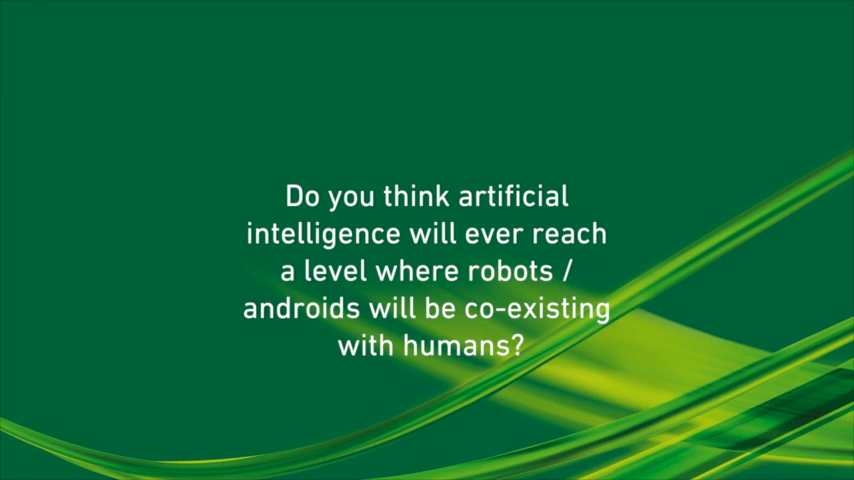 Do you think artificial
intelligence will ever reach
a level where robots /
androids will be co-existing
with humans?